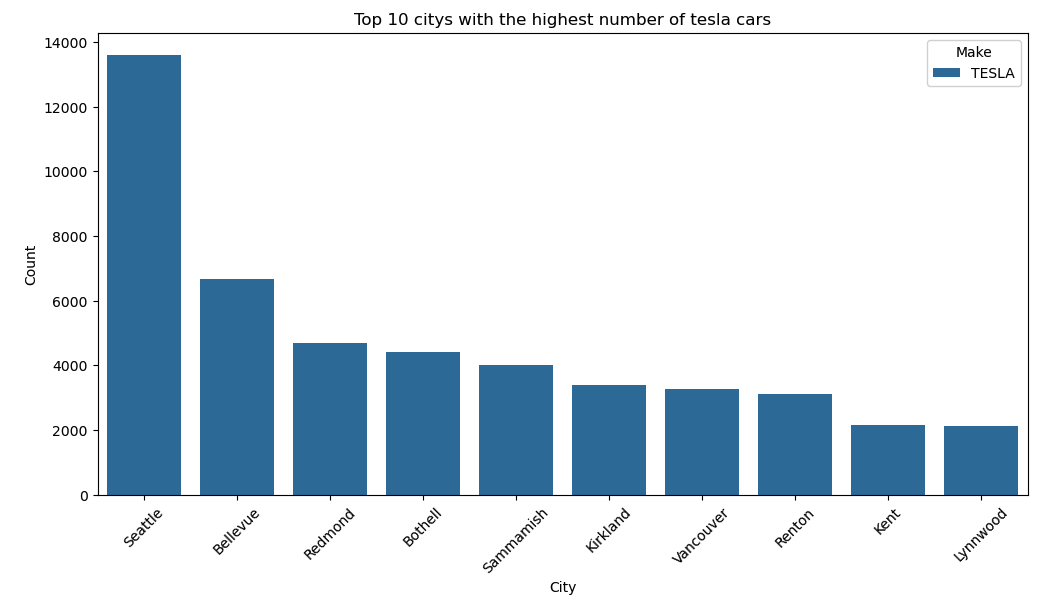 Top 10 citys with the highest number of tesla cars
Make
TESLA
14000
12000
10000
8000
6000
4000
2000
0
Count
Seattle
Bellevue
Redmond
Bothell
Sammamish
Kirkland
Vancouver
Renton
Kent
Lynnwood
City